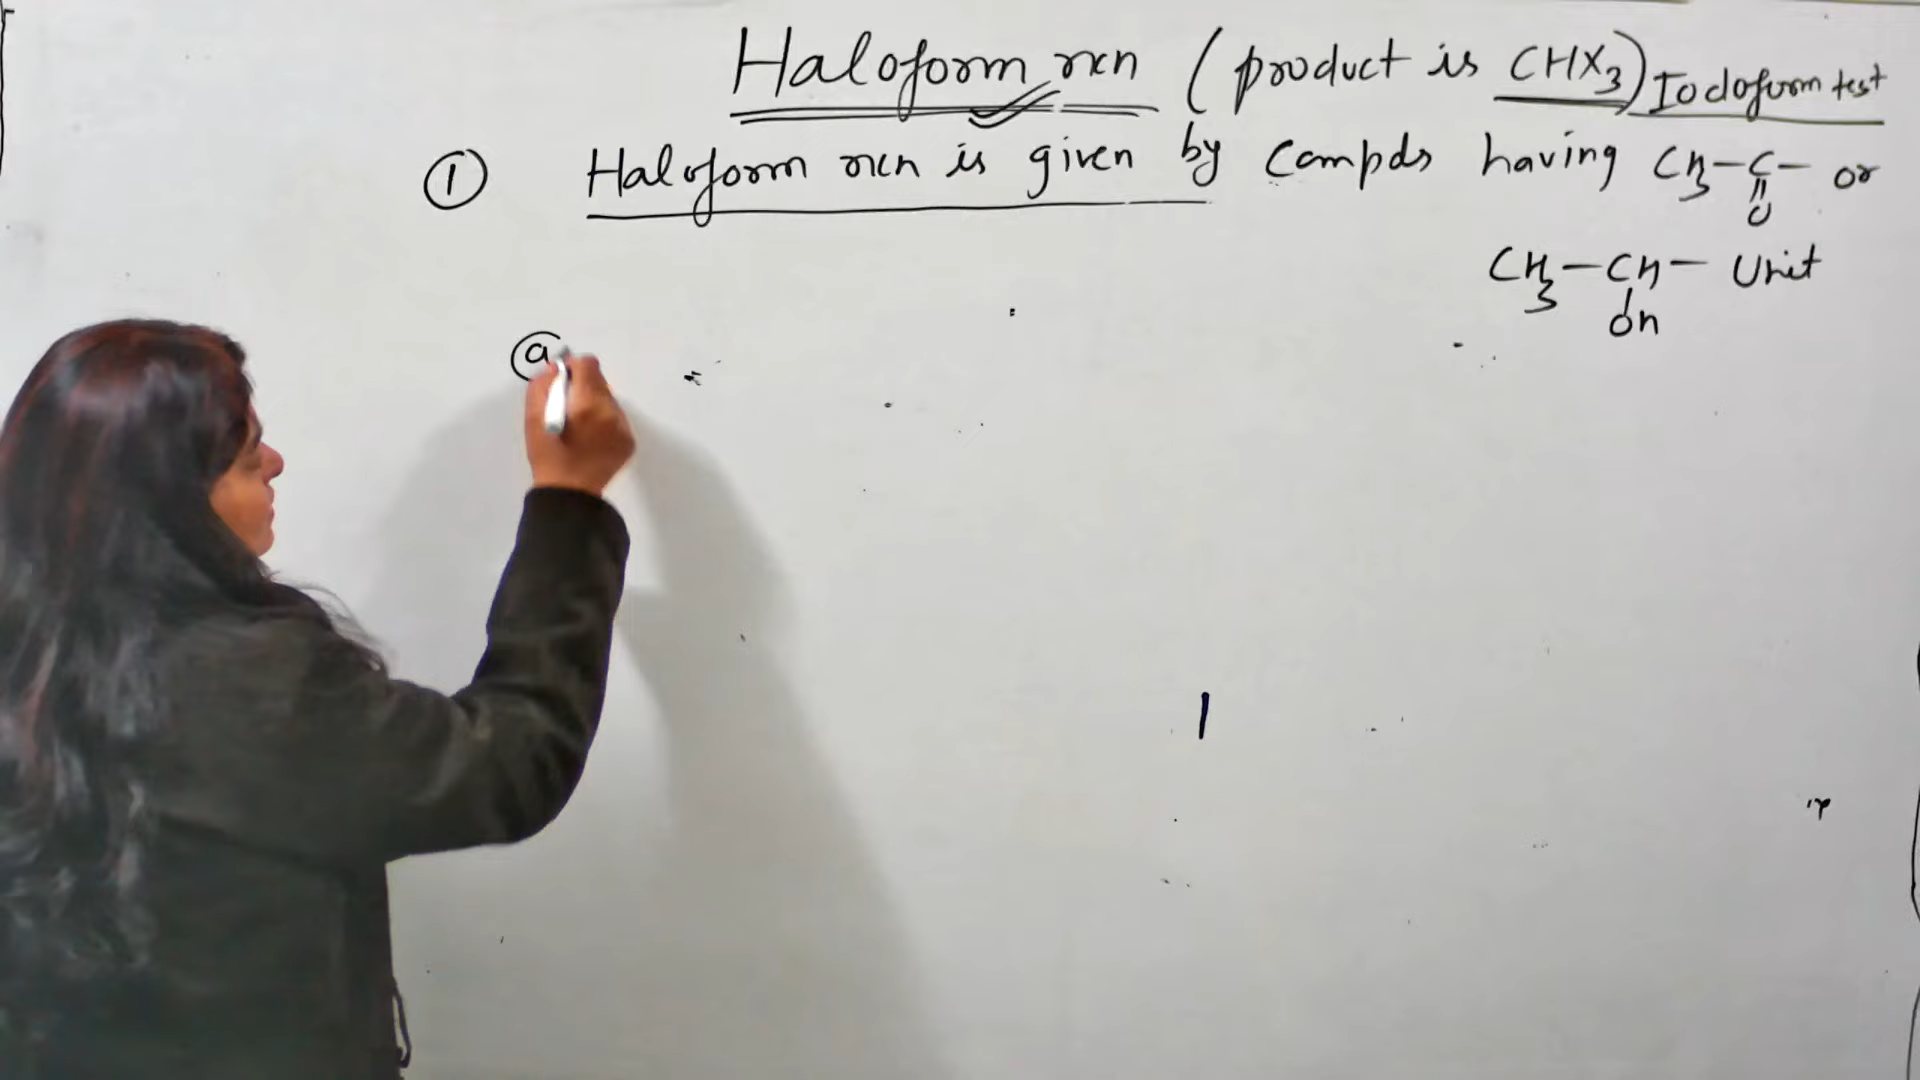 Haloform rxn (product is CHX3) Iodoform test
① Haloform rxn is given by Compds having CH3-C- or
||
O
CH3-CH- Unit
|
OH
ⓐ